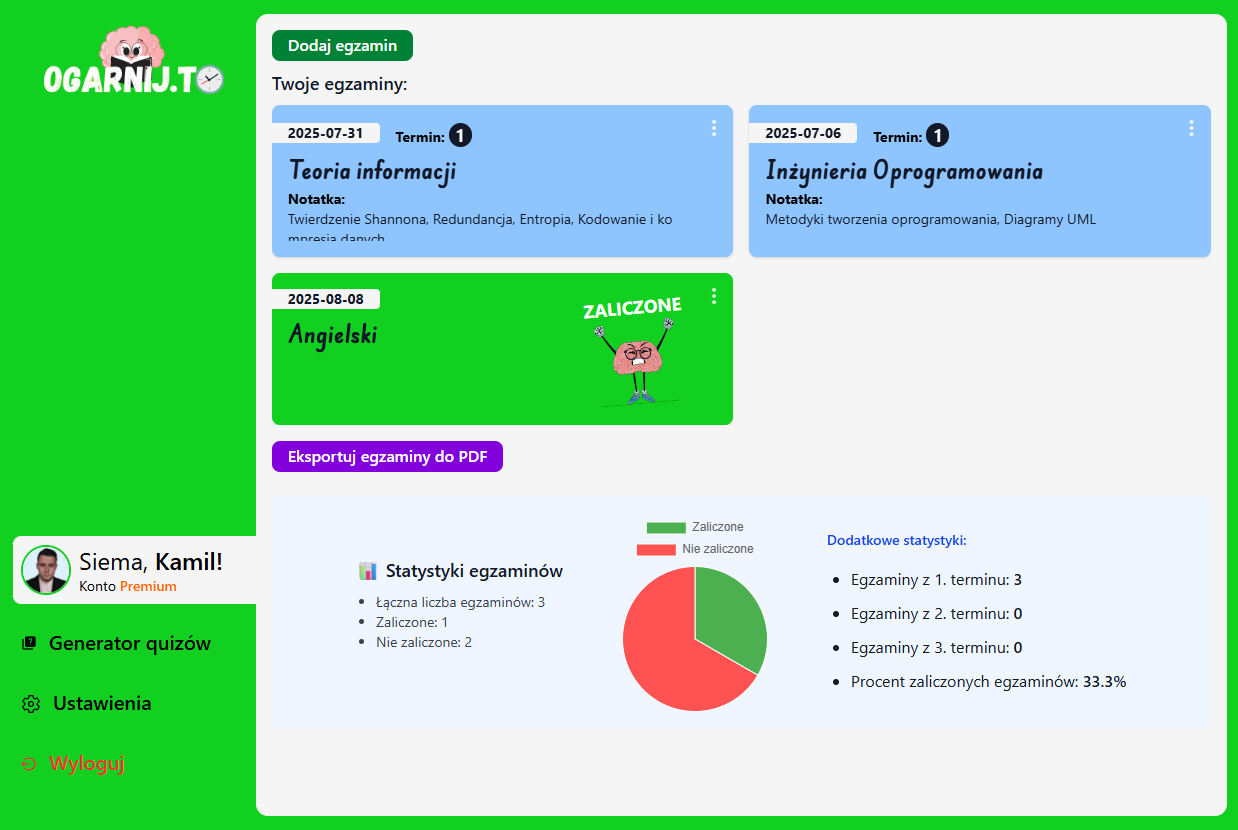 OGARNIJ.T
Dodaj egzamin
Twoje egzaminy:
2025-07-31
Termin: 1
Teoria informacji
Notatka:
Twierdzenie Shannona, Redundancja, Entropia, Kodowanie i ko
mpresja danych
2025-07-06
Termin: 1
Inżynieria Oprogramowania
Notatka:
Metodyki tworzenia oprogramowania, Diagramy UML
2025-08-08
Angielski
ZALICZONE
Eksportuj egzaminy do PDF
Statystyki egzaminów
Łączna liczba egzaminów: 3
Zaliczone: 1
Nie zaliczone: 2
Zaliczone
Nie zaliczone
Dodatkowe statystyki:
Egzaminy z 1. terminu: 3
Egzaminy z 2. terminu: 0
Egzaminy z 3. terminu: 0
Procent zaliczonych egzaminów: 33.3%
Siema, Kamil!
Konto Premium
Generator quizów
Ustawienia
Wyloguj